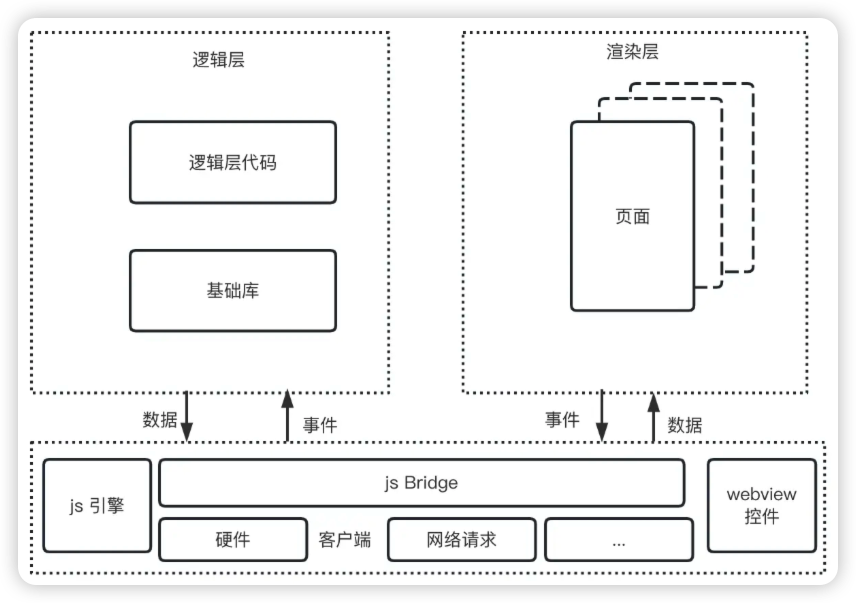 逻辑层
渲染层
逻辑层代码
页面
基础库
数据
事件
事件
数据
js 引擎
js Bridge
webview
控件
硬件
客户端
网络请求
...